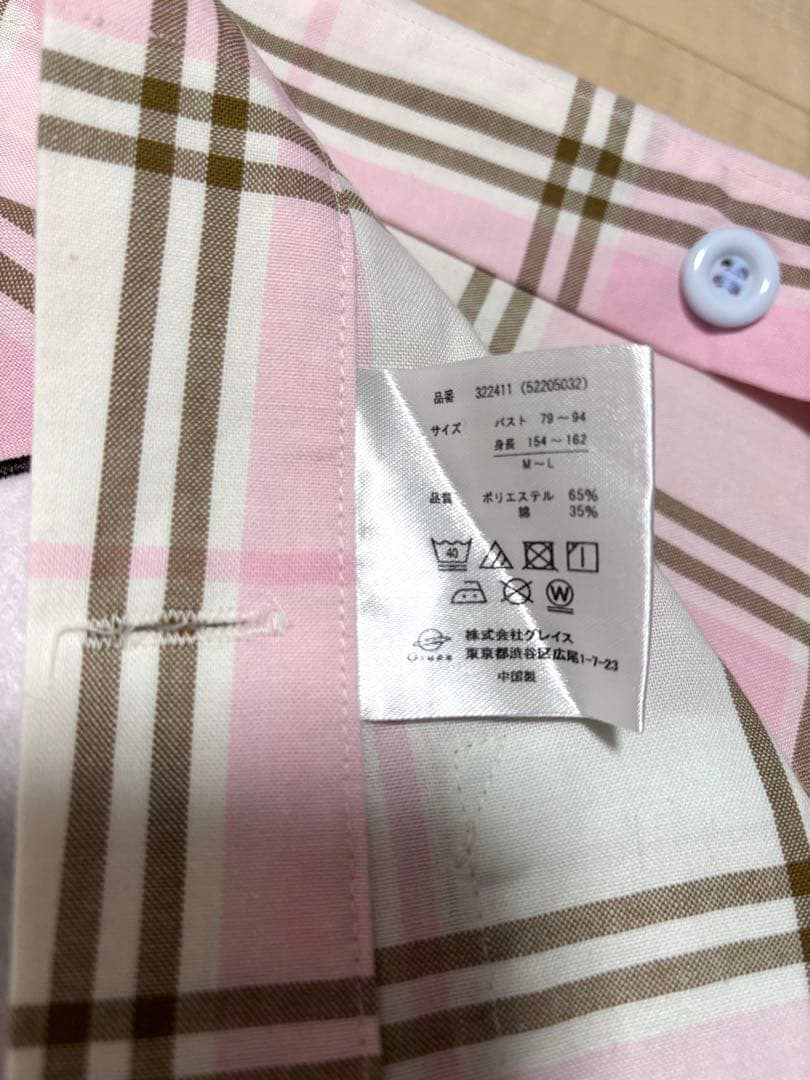 品番 322411 (52205032)
サイズ バスト 79～94
身長 154～162
M～L
品質 ポリエステル 65%
綿 35%
40
W
株式会社グレイス
東京都渋谷区広尾1-7-23
中国製